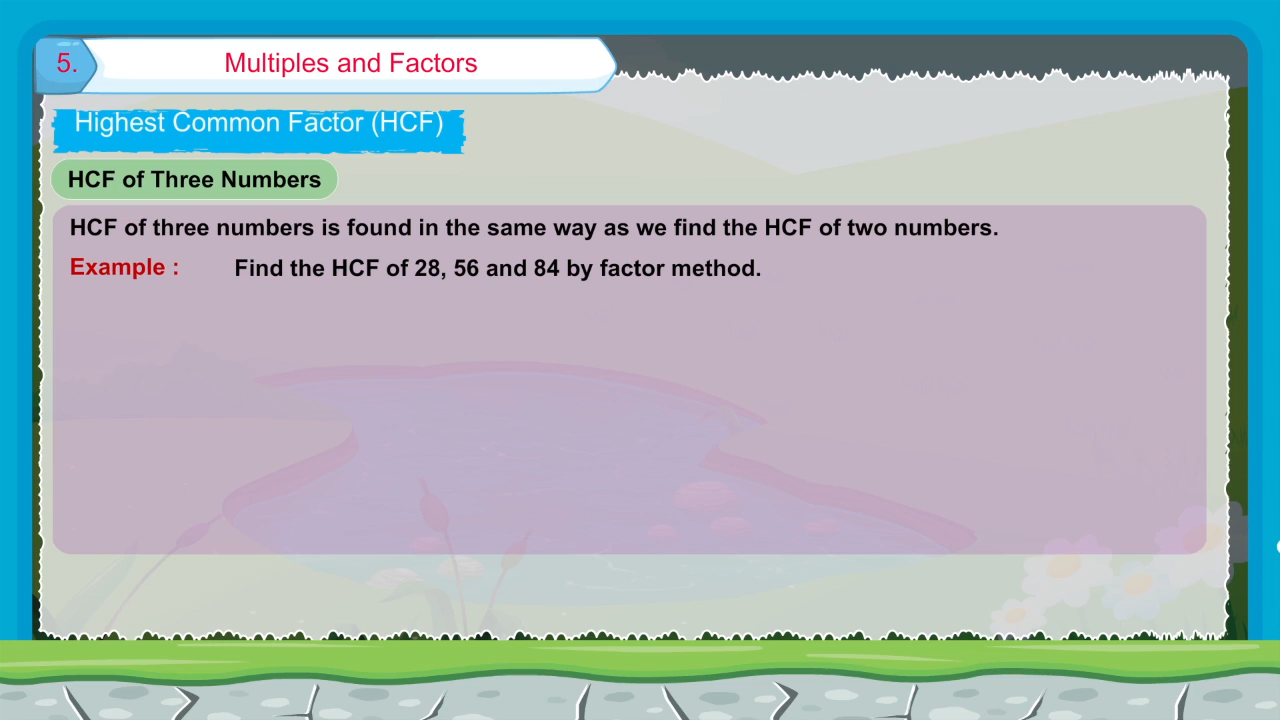 5.
Multiples and Factors
Highest Common Factor (HCF)
HCF of Three Numbers
HCF of three numbers is found in the same way as we find the HCF of two numbers.
Example : Find the HCF of 28, 56 and 84 by factor method.